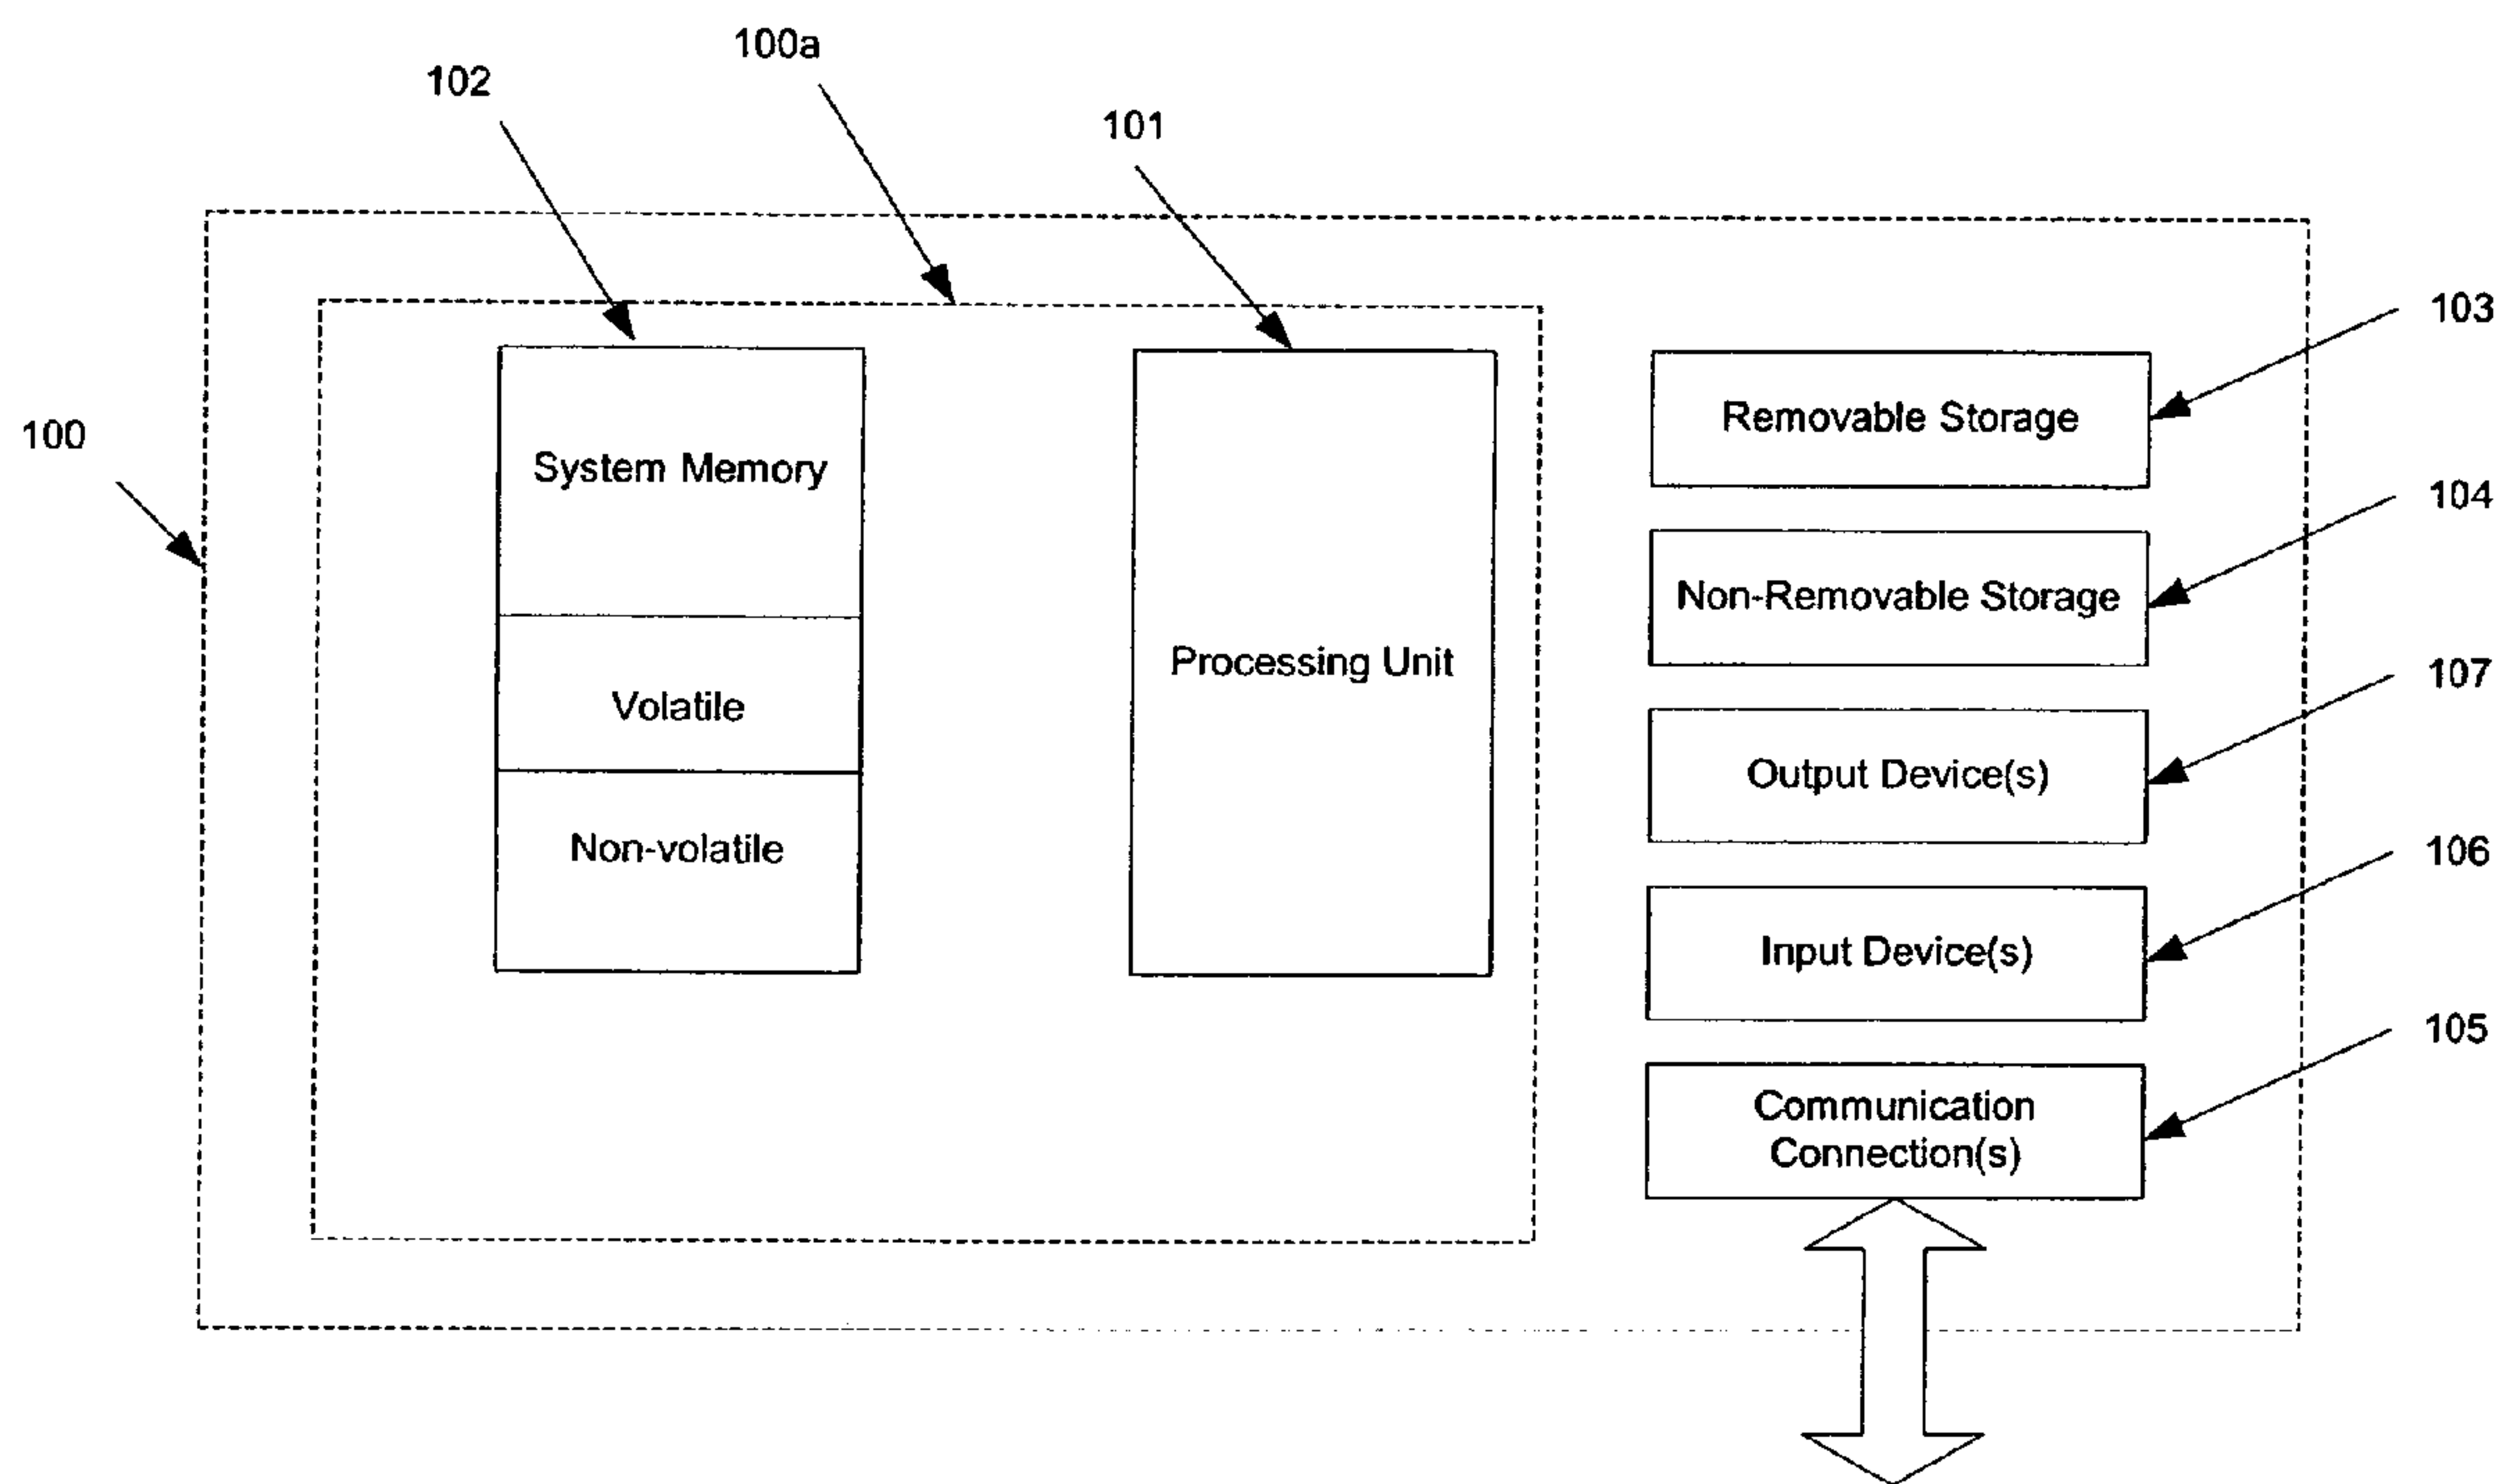 100a
102
101
100
103
104
107
106
105
System Memory
Volatile
Non-volatile
Processing Unit
Removable Storage
Non-Removable Storage
Output Device(s)
Input Device(s)
Communication
Connection(s)